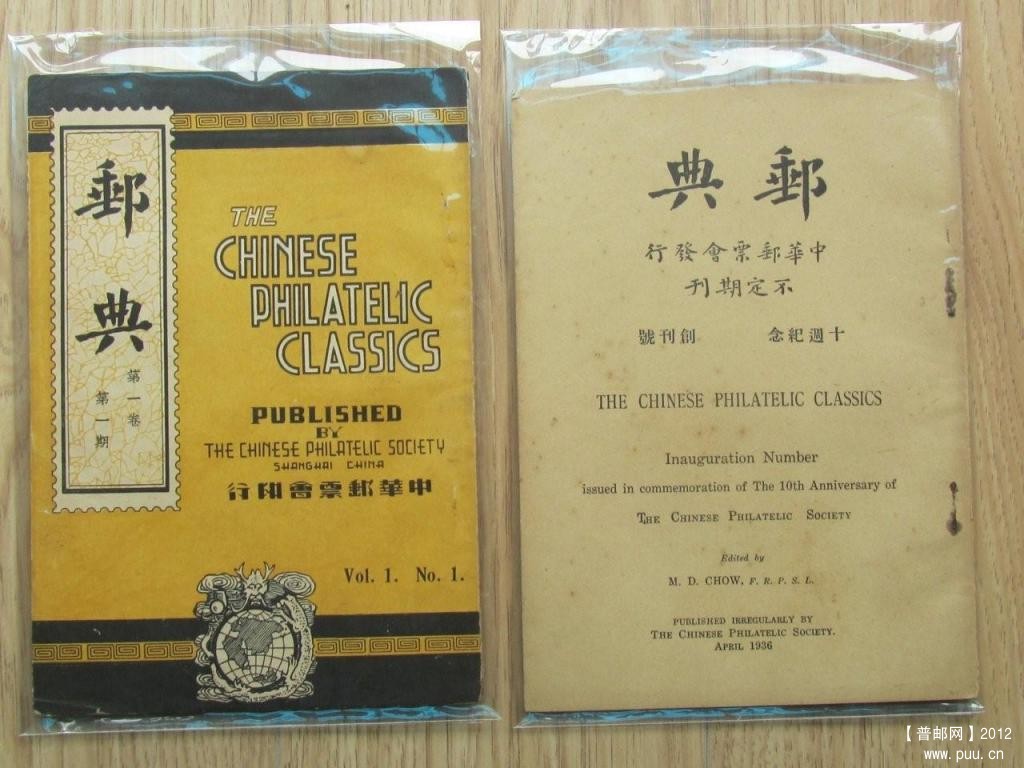 郵典
第一卷
第一期
THE
CHINESE
PHILATELIC
CLASSICS
PUBLISHED
BY
THE CHINESE PHILATELIC SOCIETY
SHANGHAI CHINA
中華郵票會印行
Vol. 1. No. 1.
郵典
中華郵票會發行
不定期刊
十週紀念 創刊號
THE CHINESE PHILATELIC CLASSICS
Inauguration Number
issued in commemoration of The 10th Anniversary of
THE CHINESE PHILATELIC SOCIETY
Edited by
M. D. CHOW, F. R. P. S. L.
PUBLISHED IRREGULARLY BY
THE CHINESE PHILATELIC SOCIETY.
APRIL 1936
【普邮网】2012
www.puu.cn